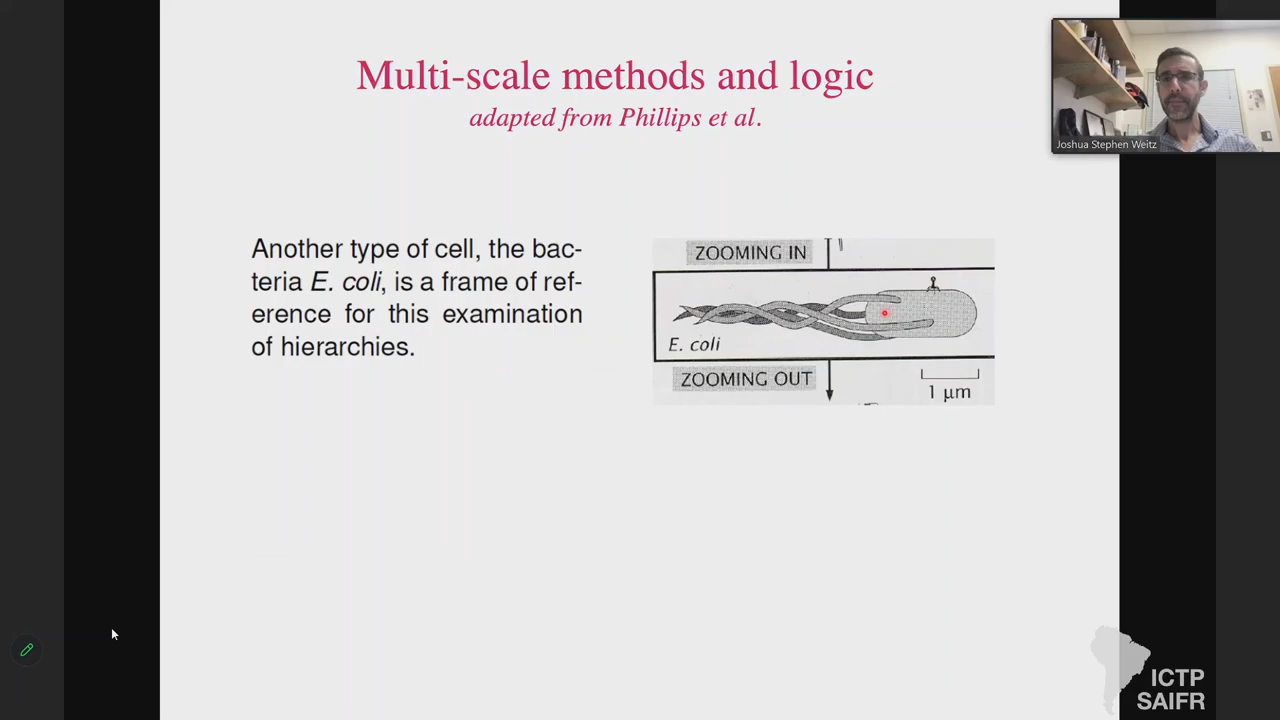 Multi-scale methods and logic
adapted from Phillips et al.
Joshua Stephen Weitz
Another type of cell, the bac-
teria E. coli, is a frame of ref-
erence for this examination
of hierarchies.
ZOOMING IN
E. coli
ZOOMING OUT
1 μm
ICTP
SAIFR